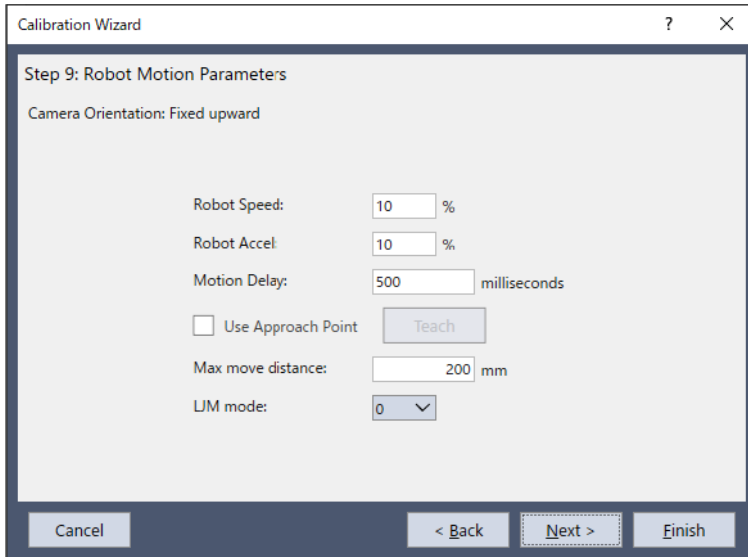 Calibration Wizard ?
Step 9: Robot Motion Parameters
Camera Orientation: Fixed upward
Robot Speed: 10 %
Robot Accel: 10 %
Motion Delay: 500 milliseconds
Use Approach Point Teach
Max move distance: 200 mm
LJM mode: 0
Cancel < Back Next > Finish